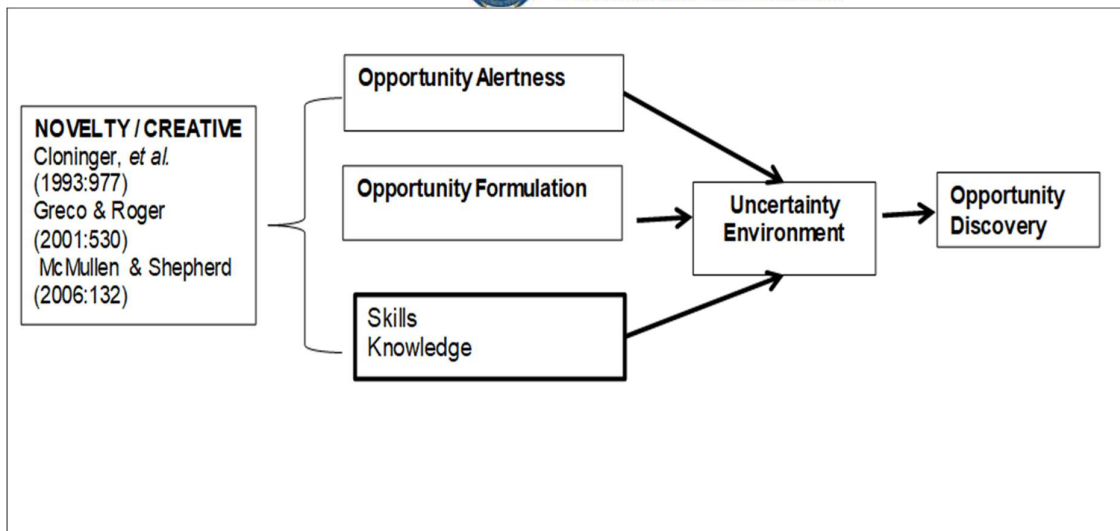 NOVELTY / CREATIVE
Cloninger, et al.
(1993:977)
Greco & Roger
(2001:530)
McMullen & Shepherd
(2006:132)
Opportunity Alertness
Opportunity Formulation
Skills
Knowledge
Uncertainty
Environment
Opportunity
Discovery